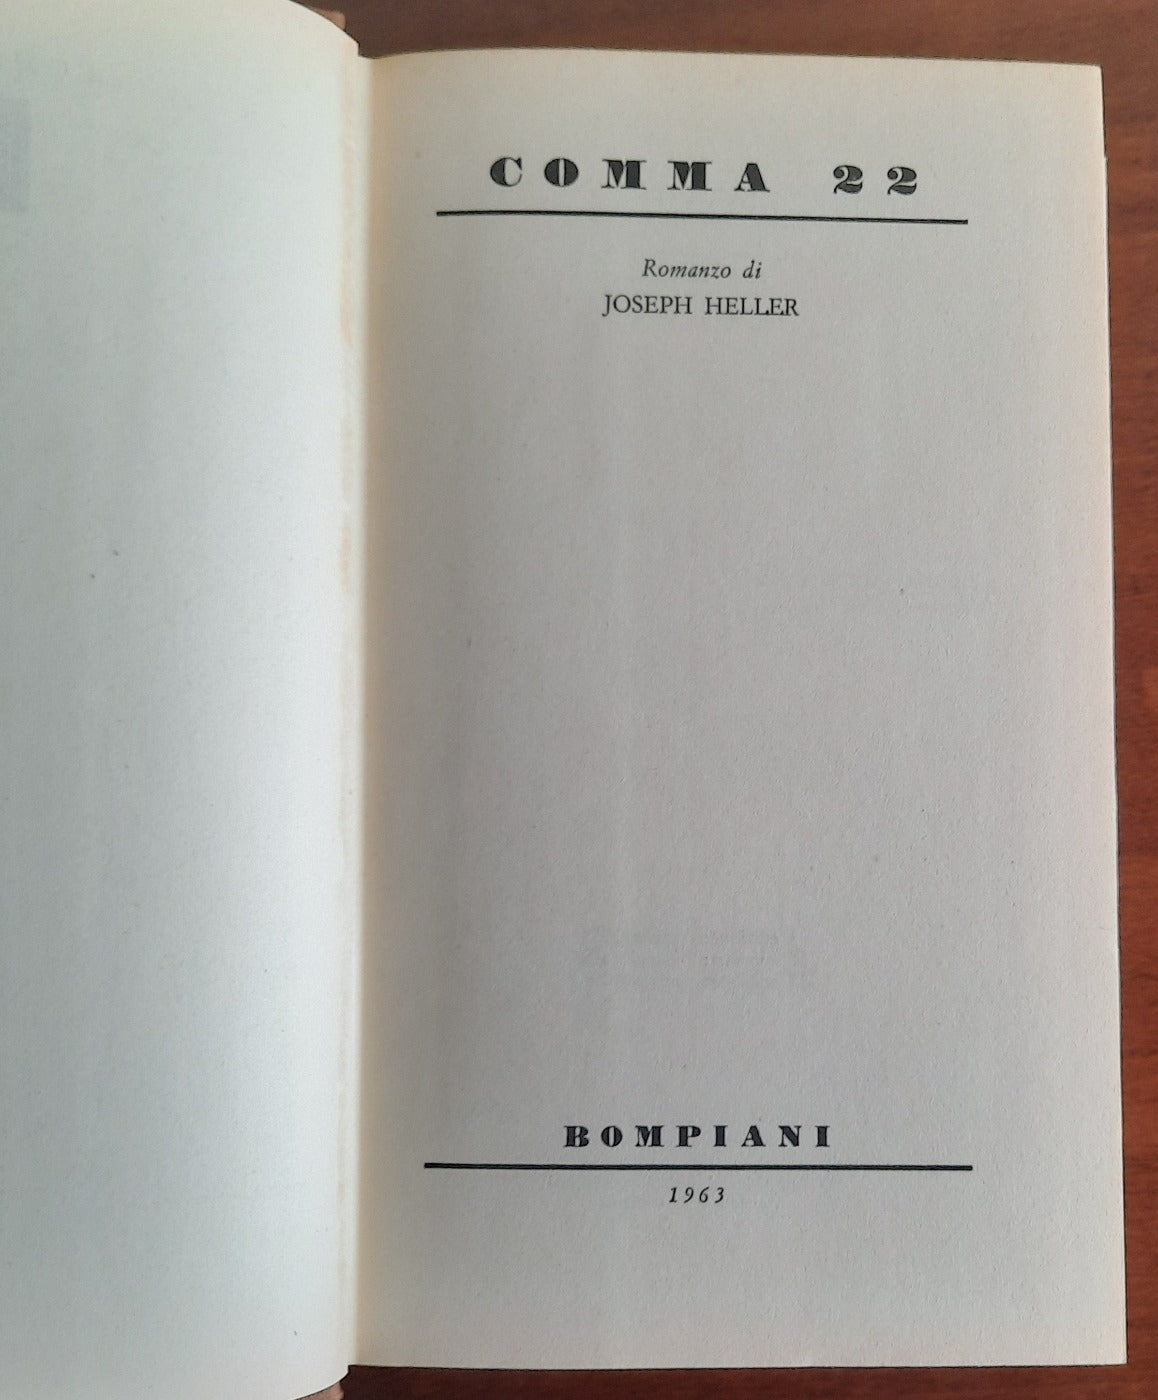 COMMA 22
Romanzo di
JOSEPH HELLER
BOMPIANI
1963